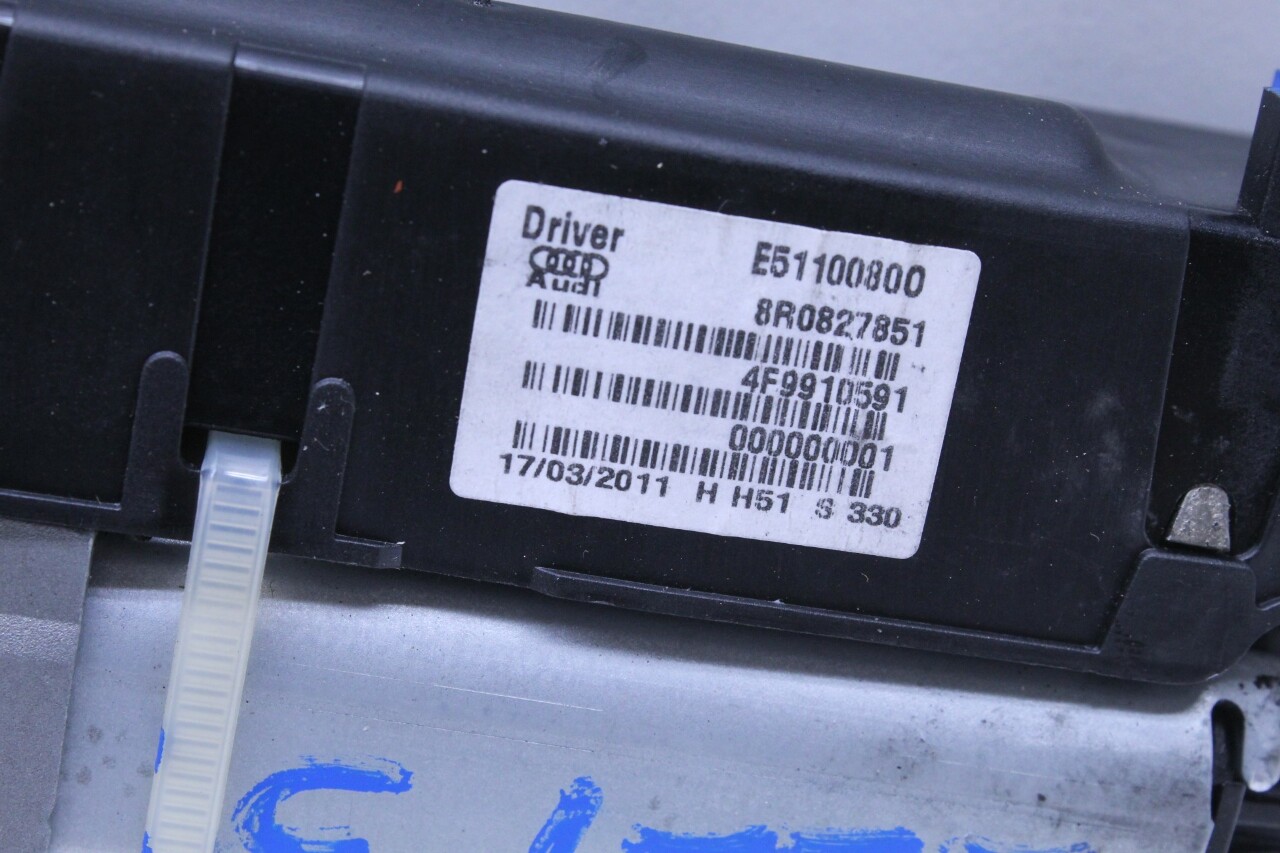 Driver
E51100800
Audi
8R0827851
4F9910591
000000001
17/03/2011 H H51 S 330